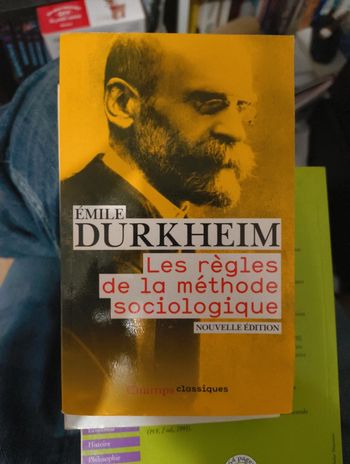 ÉMILE
DURKHEIM
Les règles
de la méthode
sociologique
NOUVELLE ÉDITION
Champs classiques
Histoire
Philosophie